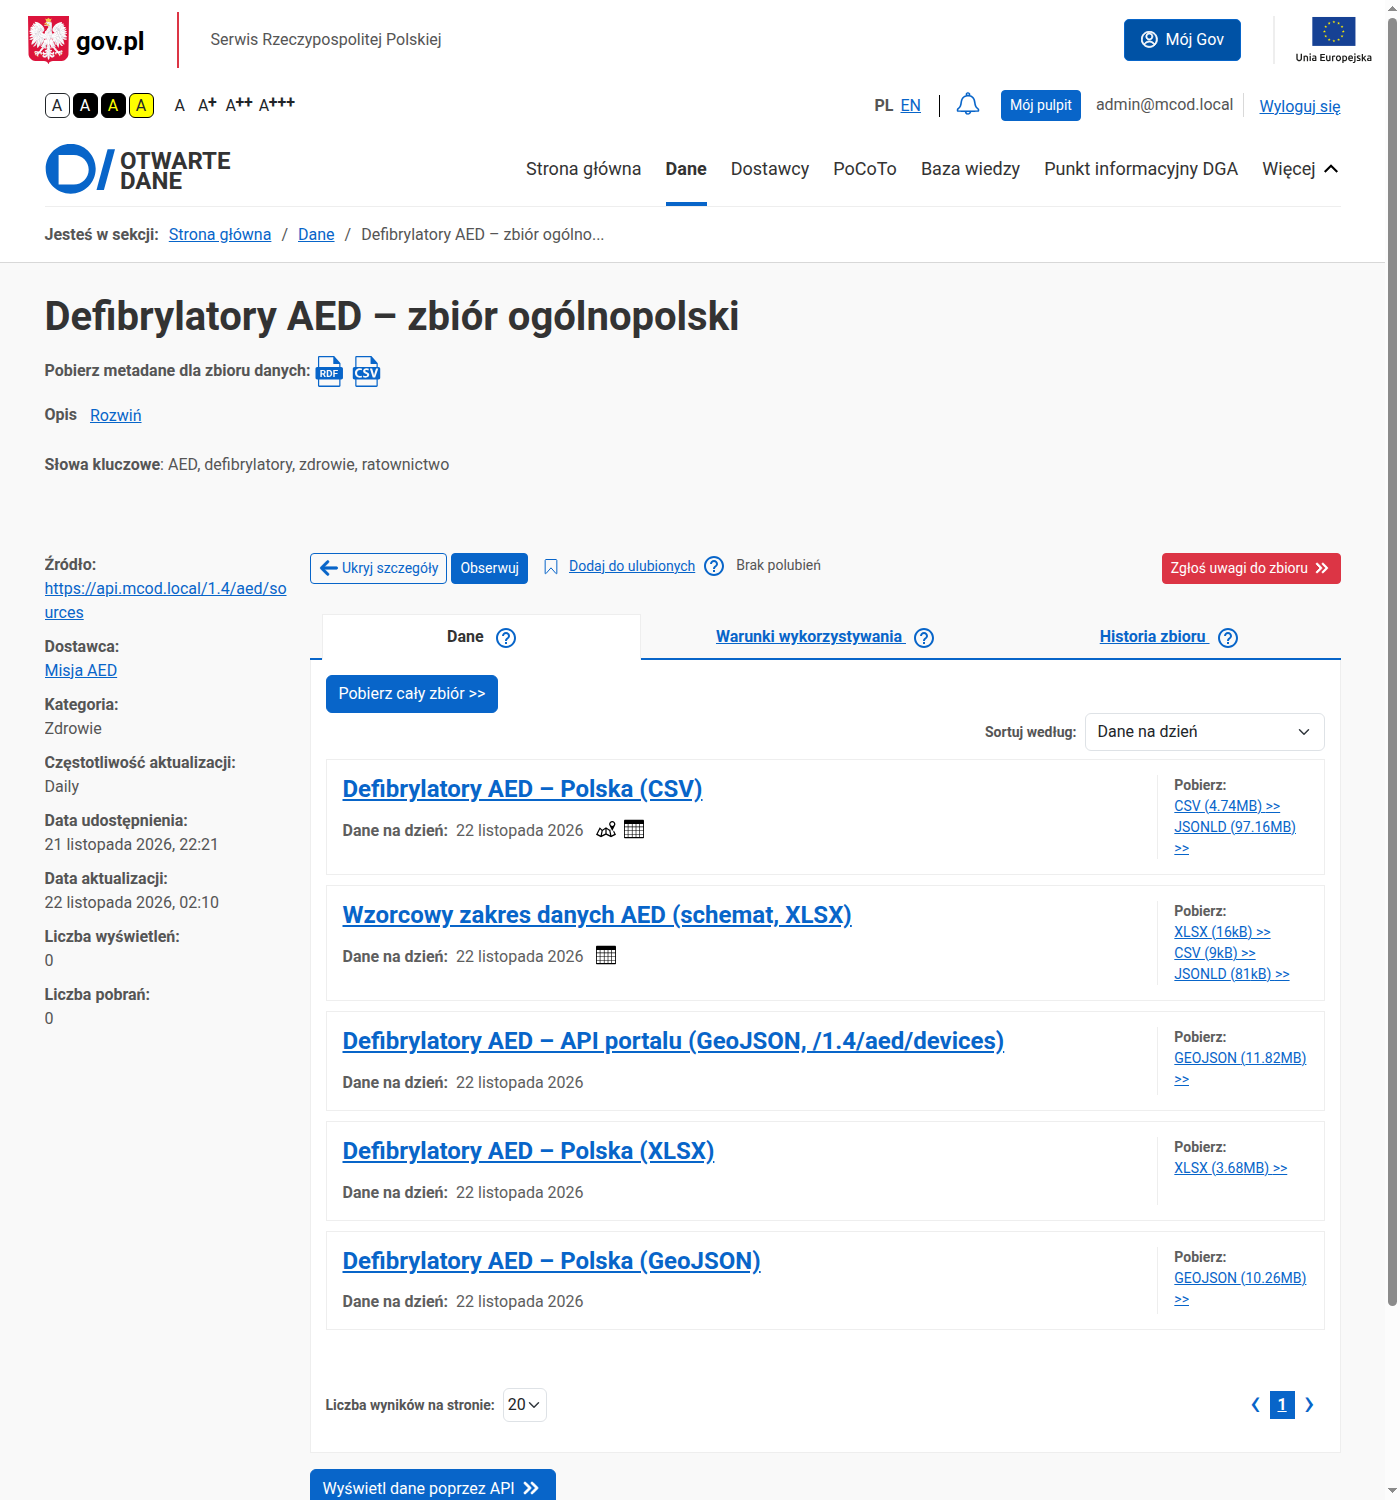 gov.pl
Serwis Rzeczypospolitej Polskiej
Mój Gov
Unia Europejska
A A A A A A+ A++ A+++
PL EN
Mój pulpit
admin@mcod.local
Wyloguj się
OTWARTE
DANE
Strona główna Dane Dostawcy PoCoTo Baza wiedzy Punkt informacyjny DGA Więcej
Jesteś w sekcji: Strona główna / Dane / Defibrylatory AED – zbiór ogólno...
Defibrylatory AED – zbiór ogólnopolski
Pobierz metadane dla zbioru danych: RDF CSV
Opis Rozwiń
Słowa kluczowe: AED, defibrylatory, zdrowie, ratownictwo
Źródło:
https://api.mcod.local/1.4/aed/so
urces
Dostawca:
Misja AED
Kategoria:
Zdrowie
Częstotliwość aktualizacji:
Daily
Data udostępnienia:
21 listopada 2026, 22:21
Data aktualizacji:
22 listopada 2026, 02:10
Liczba wyświetleń:
0
Liczba pobrań:
0
Ukryj szczegóły
Obserwuj
Dodaj do ulubionych ?
Brak polubień
Zgłoś uwagi do zbioru
Dane ?
Warunki wykorzystywania ?
Historia zbioru ?
Pobierz cały zbiór >>
Sortuj według: Dane na dzień
Defibrylatory AED – Polska (CSV)
Dane na dzień: 22 listopada 2026
Pobierz:
CSV (4.74MB) >>
JSONLD (97.16MB)
>>
Wzorcowy zakres danych AED (schemat, XLSX)
Dane na dzień: 22 listopada 2026
Pobierz:
XLSX (16kB) >>
CSV (9kB) >>
JSONLD (81kB) >>
Defibrylatory AED – API portalu (GeoJSON, /1.4/aed/devices)
Dane na dzień: 22 listopada 2026
Pobierz:
GEOJSON (11.82MB)
>>
Defibrylatory AED – Polska (XLSX)
Dane na dzień: 22 listopada 2026
Pobierz:
XLSX (3.68MB) >>
Defibrylatory AED – Polska (GeoJSON)
Dane na dzień: 22 listopada 2026
Pobierz:
GEOJSON (10.26MB)
>>
Liczba wyników na stronie: 20
1
Wyświetl dane poprzez API